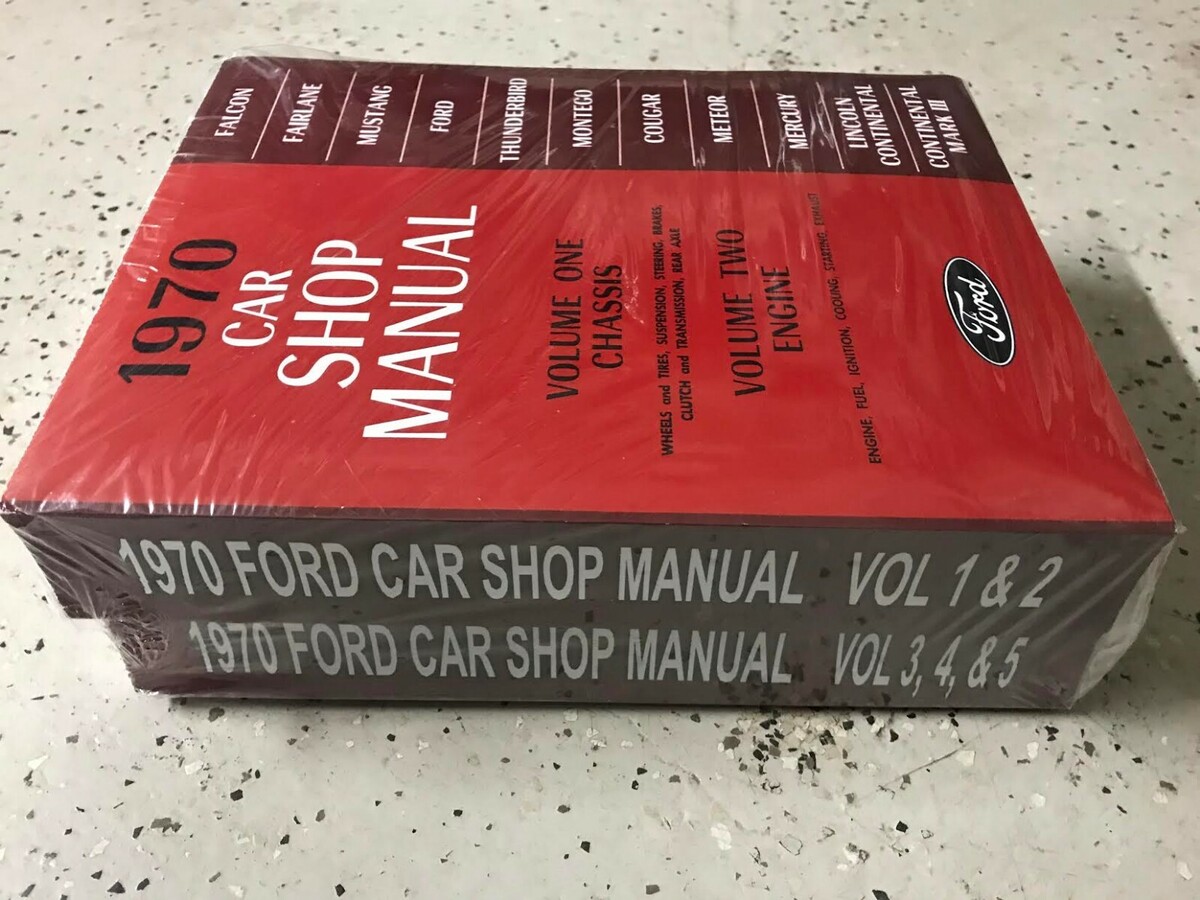 FALCON
FAIRLANE
MUSTANG
FORD
THUNDERBIRD
MONTEGO
COUGAR
METEOR
MERCURY
LINCOLN
CONTINENTAL
CONTINENTAL
MARK III
1970
CAR
SHOP
MANUAL
VOLUME ONE
CHASSIS
WHEELS and TIRES, SUSPENSION, STEERING, BRAKES,
CLUTCH and TRANSMISSION, REAR AXLE
VOLUME TWO
ENGINE
ENGINE, FUEL, IGNITION, COOLING, STARTING, EXHAUST
Ford
1970 FORD CAR SHOP MANUAL VOL 1 & 2
1970 FORD CAR SHOP MANUAL VOL 3, 4, & 5